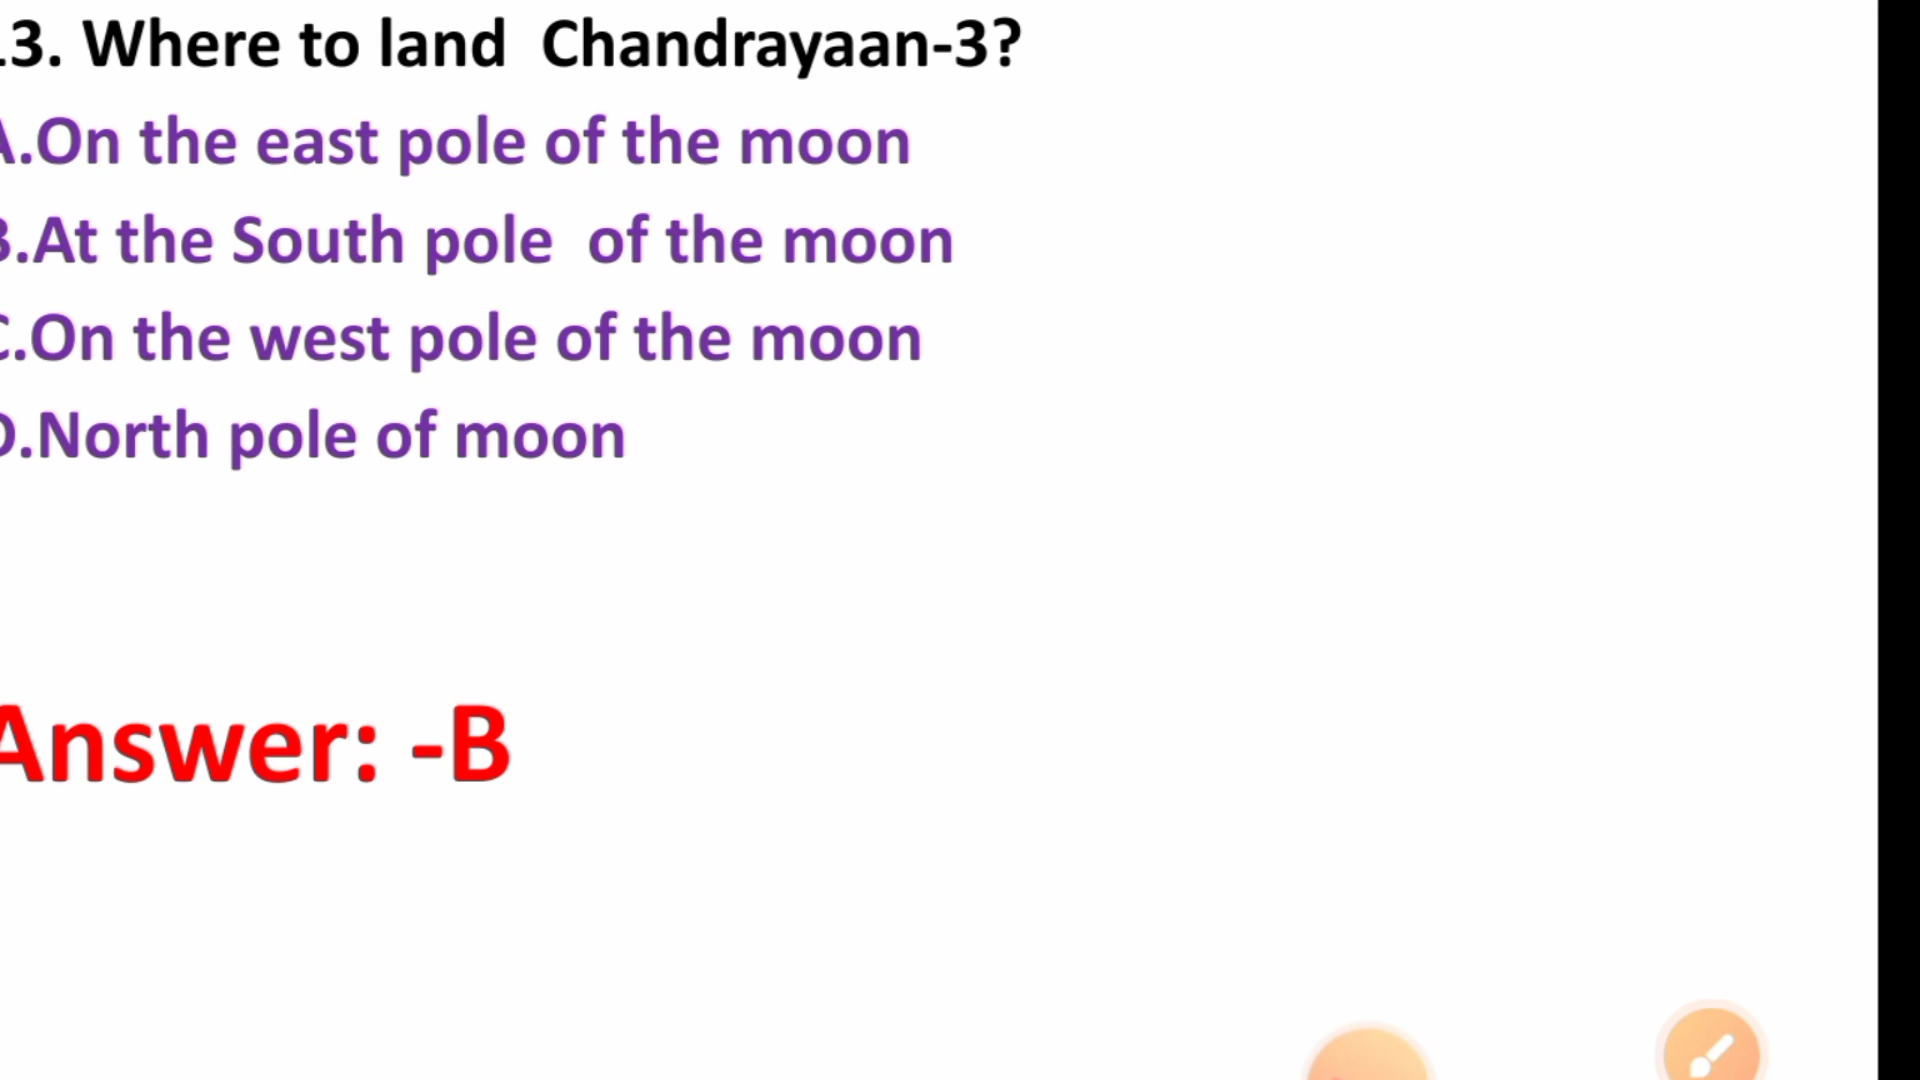 3. Where to land Chandrayaan-3?
A.On the east pole of the moon
B.At the South pole of the moon
C.On the west pole of the moon
D.North pole of moon
Answer: -B